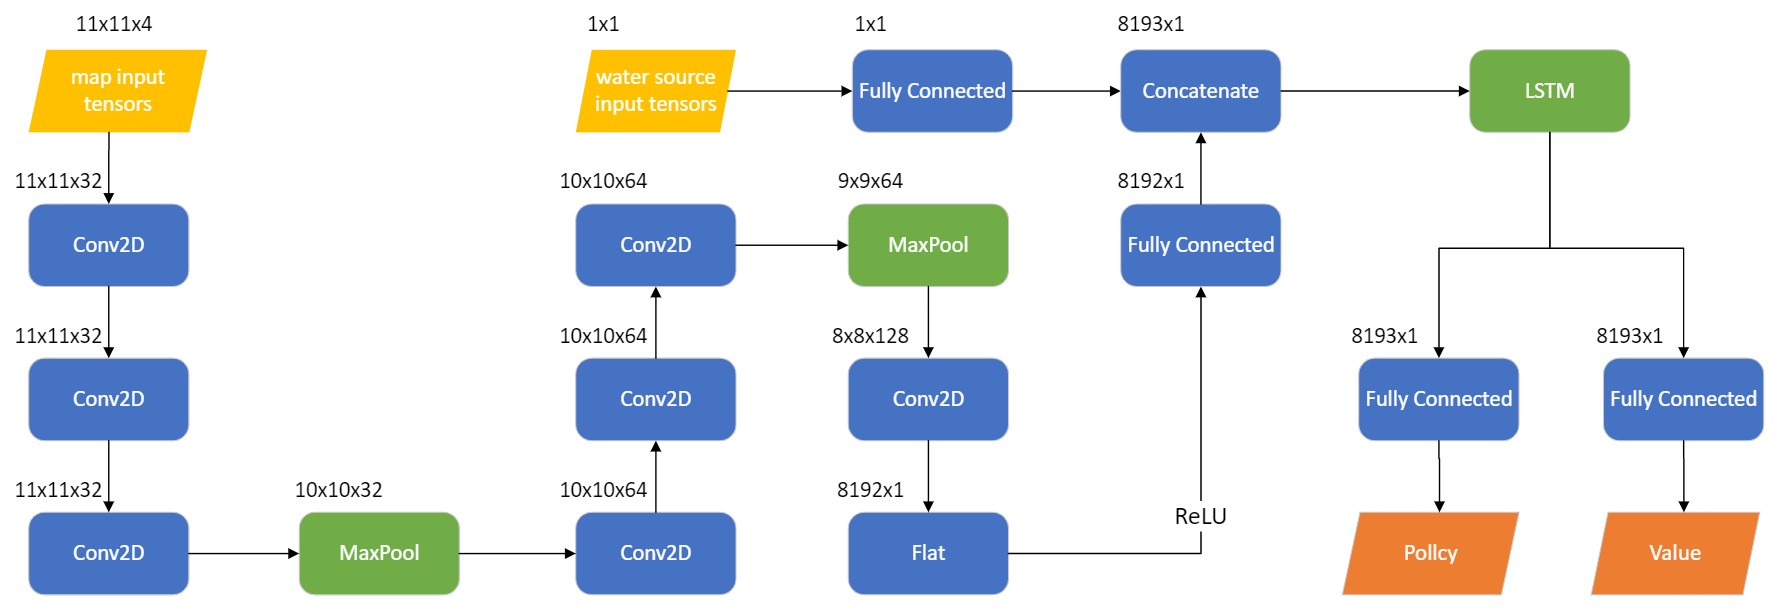 11x11x4
map input
tensors
11x11x32
Conv2D
11x11x32
Conv2D
11x11x32
Conv2D
10x10x32
MaxPool
10x10x64
Conv2D
10x10x64
Conv2D
10x10x64
Conv2D
9x9x64
MaxPool
8x8x128
Conv2D
8192x1
Flat
ReLU
8192x1
Fully Connected
1x1
water source
input tensors
1x1
Fully Connected
8193x1
Concatenate
LSTM
8193x1
Fully Connected
Pollcy
8193x1
Fully Connected
Value